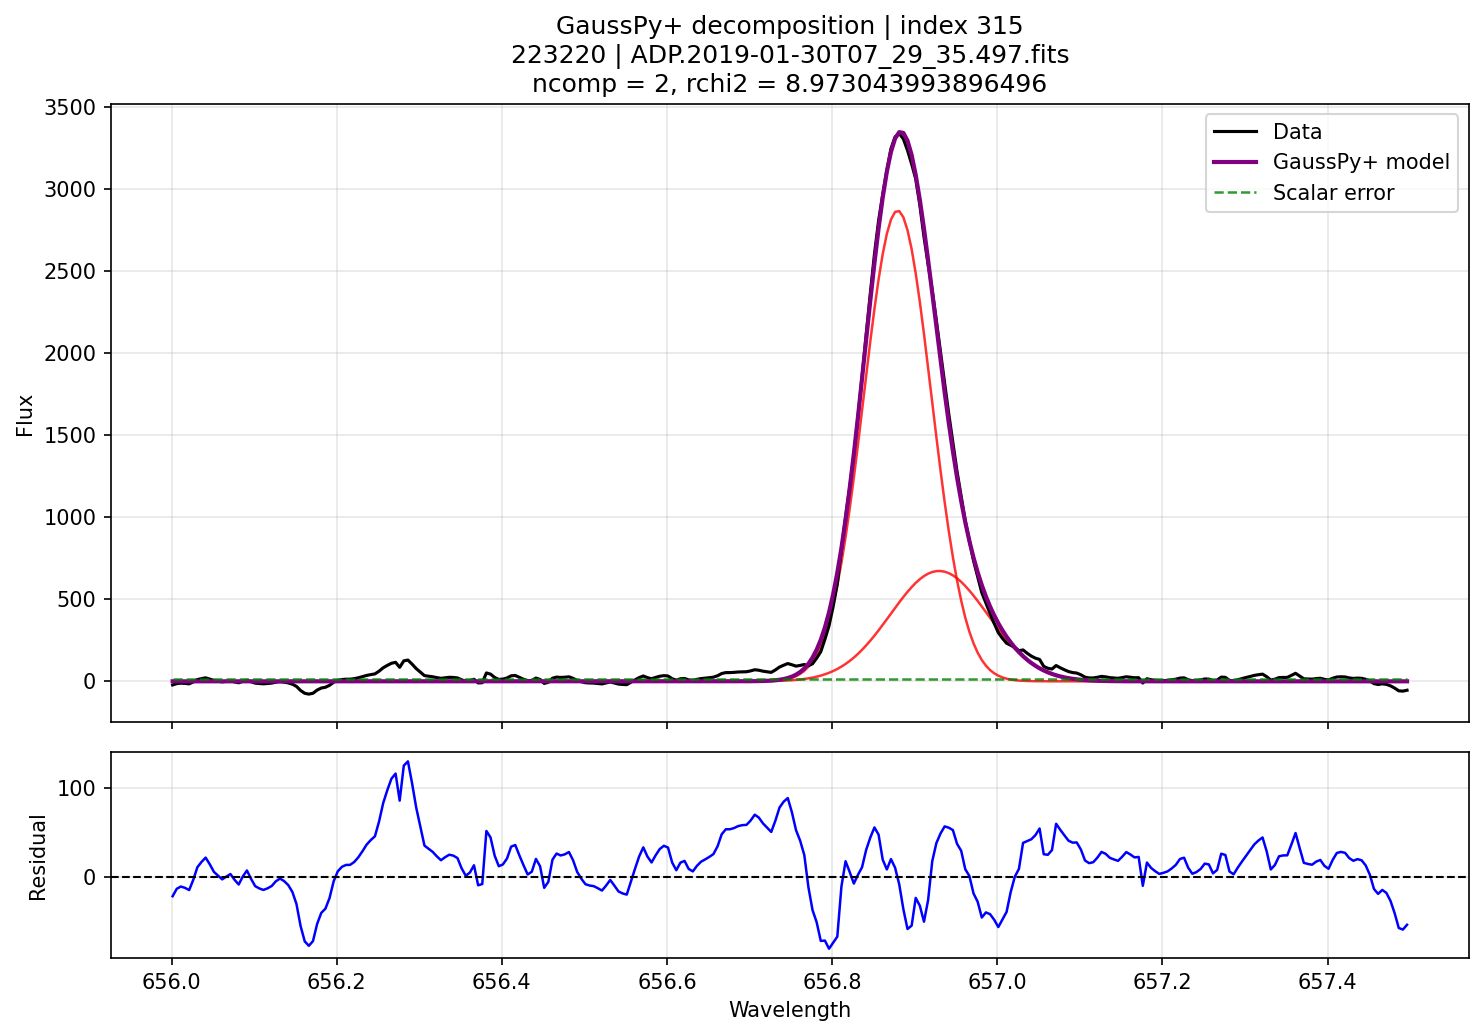 GaussPy+ decomposition | index 315
223220 | ADP.2019-01-30T07_29_35.497.fits
ncomp = 2, rchi2 = 8.973043993896496
3500
3000
2500
2000
1500
1000
500
0
Flux
Data
GaussPy+ model
Scalar error
100
0
Residual
656.0 656.2 656.4 656.6 656.8 657.0 657.2 657.4
Wavelength